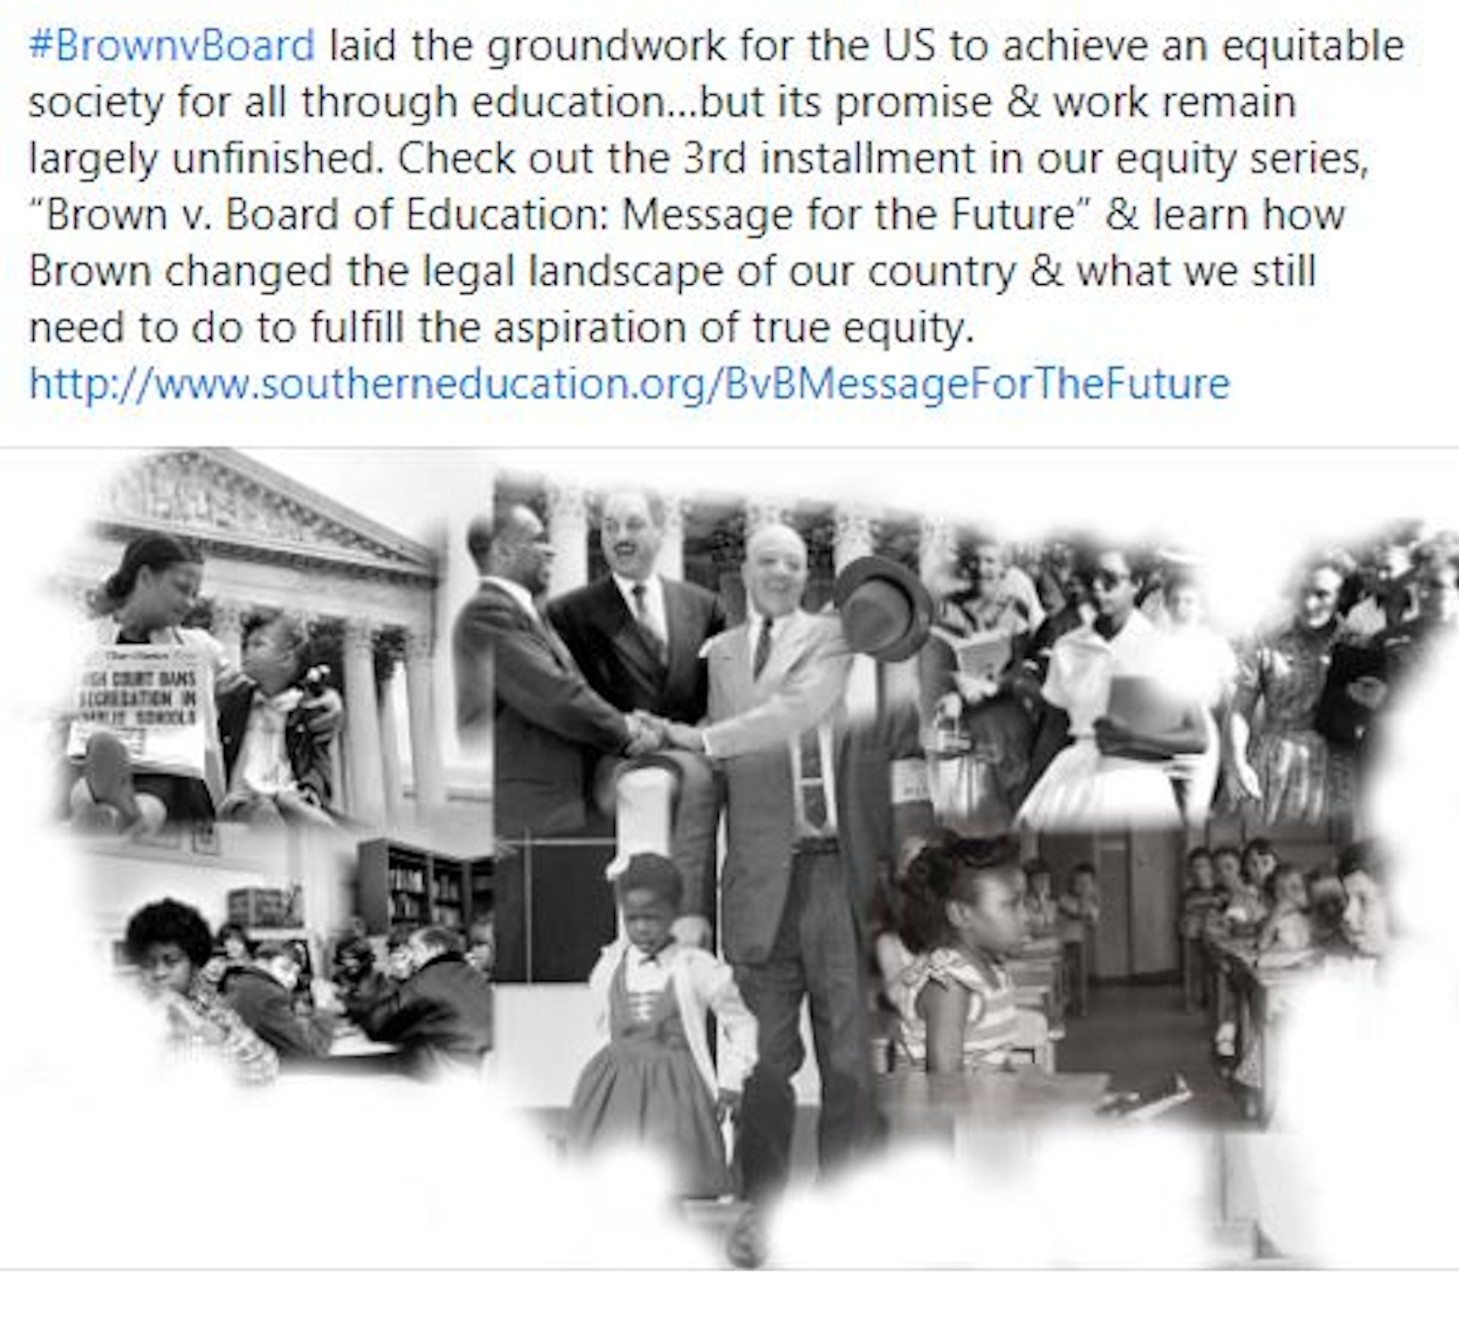 #BrownvBoard laid the groundwork for the US to achieve an equitable
society for all through education...but its promise & work remain
largely unfinished. Check out the 3rd installment in our equity series,
“Brown v. Board of Education: Message for the Future” & learn how
Brown changed the legal landscape of our country & what we still
need to do to fulfill the aspiration of true equity.
http://www.southerneducation.org/BvBMessageForTheFuture
COURT BANS
SEGREGATION IN
SCHOOLS